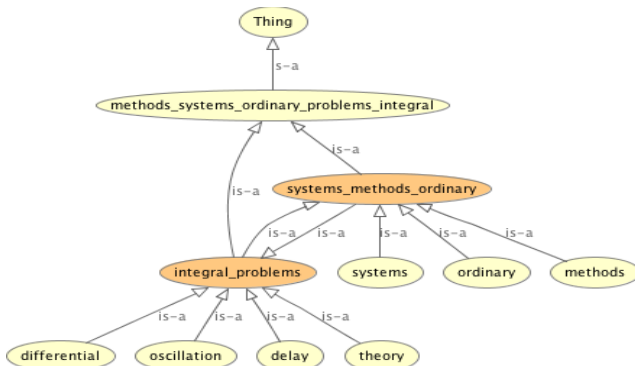 Thing
s-a
methods_systems_ordinary_problems_integral
is-a
systems_methods_ordinary
is-a
is-a is-a is-a is-a is-a
integral_problems systems ordinary methods
is-a is-a is-a is-a
differential oscillation delay theory